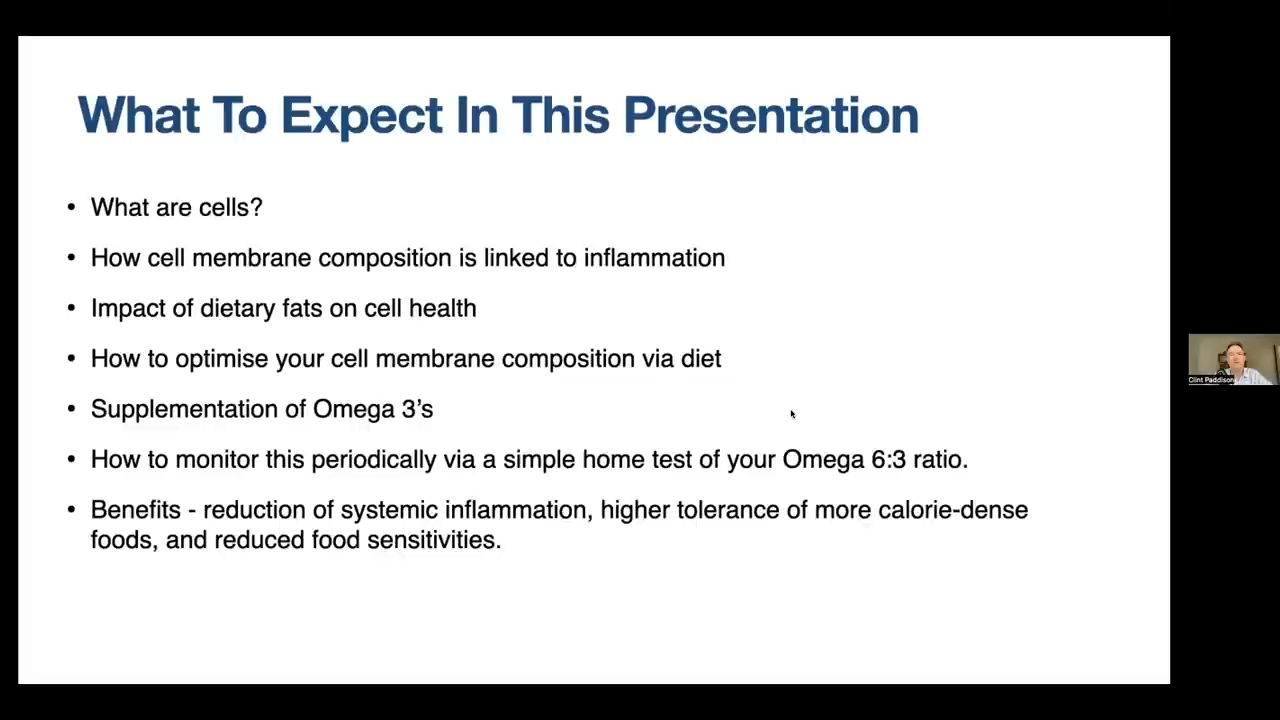 What To Expect In This Presentation
• What are cells?
• How cell membrane composition is linked to inflammation
• Impact of dietary fats on cell health
• How to optimise your cell membrane composition via diet
• Supplementation of Omega 3’s
• How to monitor this periodically via a simple home test of your Omega 6:3 ratio.
• Benefits - reduction of systemic inflammation, higher tolerance of more calorie-dense
foods, and reduced food sensitivities.
Clint Paddison